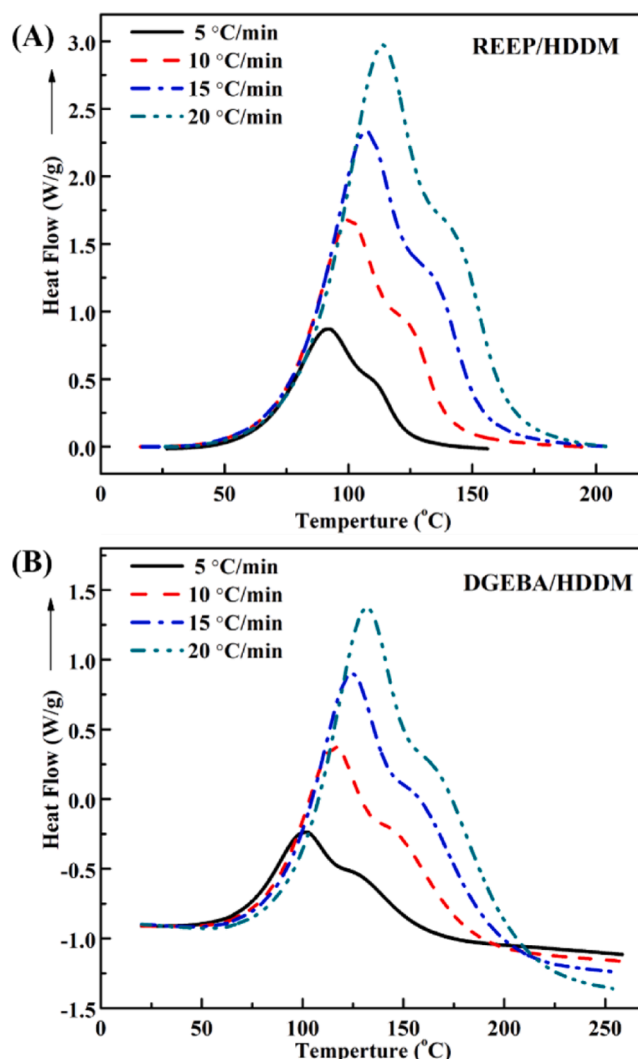 (A)
5 °C/min
10 °C/min
15 °C/min
20 °C/min
REEP/HDDM
Heat Flow (W/g)
3.0
2.5
2.0
1.5
1.0
0.5
0.0
0 50 100 150 200
Temperture (°C)
(B)
5 °C/min
10 °C/min
15 °C/min
20 °C/min
DGEBA/HDDM
Heat Flow (W/g)
1.5
1.0
0.5
0.0
-0.5
-1.0
-1.5
0 50 100 150 200 250
Temperture (°C)